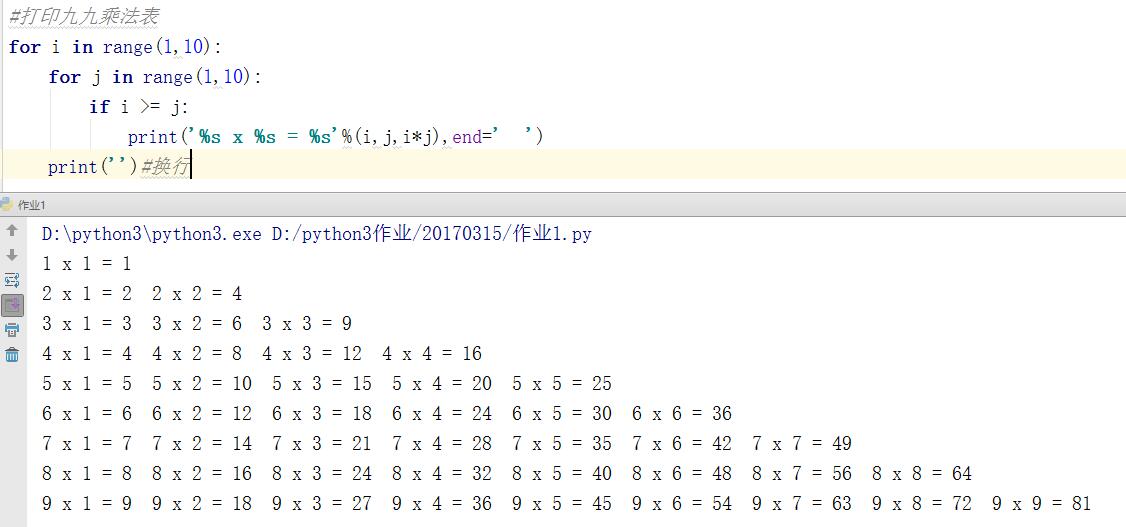 #打印九九乘法表
for i in range(1,10):
    for j in range(1,10):
        if i >= j:
            print('%s x %s = %s'%(i,j,i*j),end='  ')
    print('')#换行
作业1
D:\python3\python3.exe D:/python3作业/20170315/作业1.py
1 x 1 = 1
2 x 1 = 2  2 x 2 = 4
3 x 1 = 3  3 x 2 = 6  3 x 3 = 9
4 x 1 = 4  4 x 2 = 8  4 x 3 = 12  4 x 4 = 16
5 x 1 = 5  5 x 2 = 10  5 x 3 = 15  5 x 4 = 20  5 x 5 = 25
6 x 1 = 6  6 x 2 = 12  6 x 3 = 18  6 x 4 = 24  6 x 5 = 30  6 x 6 = 36
7 x 1 = 7  7 x 2 = 14  7 x 3 = 21  7 x 4 = 28  7 x 5 = 35  7 x 6 = 42  7 x 7 = 49
8 x 1 = 8  8 x 2 = 16  8 x 3 = 24  8 x 4 = 32  8 x 5 = 40  8 x 6 = 48  8 x 7 = 56  8 x 8 = 64
9 x 1 = 9  9 x 2 = 18  9 x 3 = 27  9 x 4 = 36  9 x 5 = 45  9 x 6 = 54  9 x 7 = 63  9 x 8 = 72  9 x 9 = 81